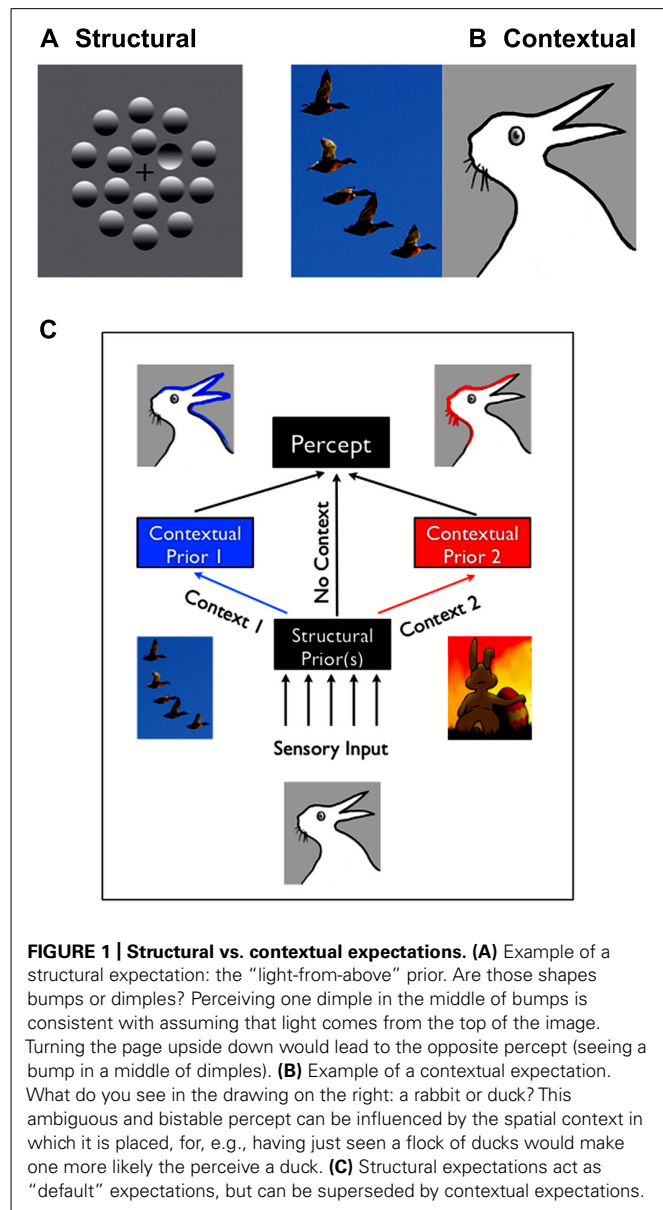 A Structural
B Contextual
C
Percept
Contextual
Prior 1
No Context
Contextual
Prior 2
Context 1
Context 2
Structural
Prior(s)
Sensory Input
FIGURE 1 | Structural vs. contextual expectations. (A) Example of a
structural expectation: the “light-from-above” prior. Are those shapes
bumps or dimples? Perceiving one dimple in the middle of bumps is
consistent with assuming that light comes from the top of the image.
Turning the page upside down would lead to the opposite percept (seeing a
bump in a middle of dimples). (B) Example of a contextual expectation.
What do you see in the drawing on the right: a rabbit or duck? This
ambiguous and bistable percept can be influenced by the spatial context in
which it is placed, for, e.g., having just seen a flock of ducks would make
one more likely the perceive a duck. (C) Structural expectations act as
“default” expectations, but can be superseded by contextual expectations.